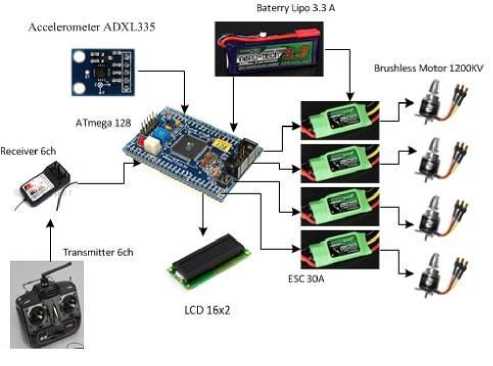 Baterry Lipo 3.3 A
Accelerometer ADXL335
Brushless Motor 1200KV
ATmega 128
Receiver 6ch
Transmitter 6ch
ESC 30A
LCD 16x2